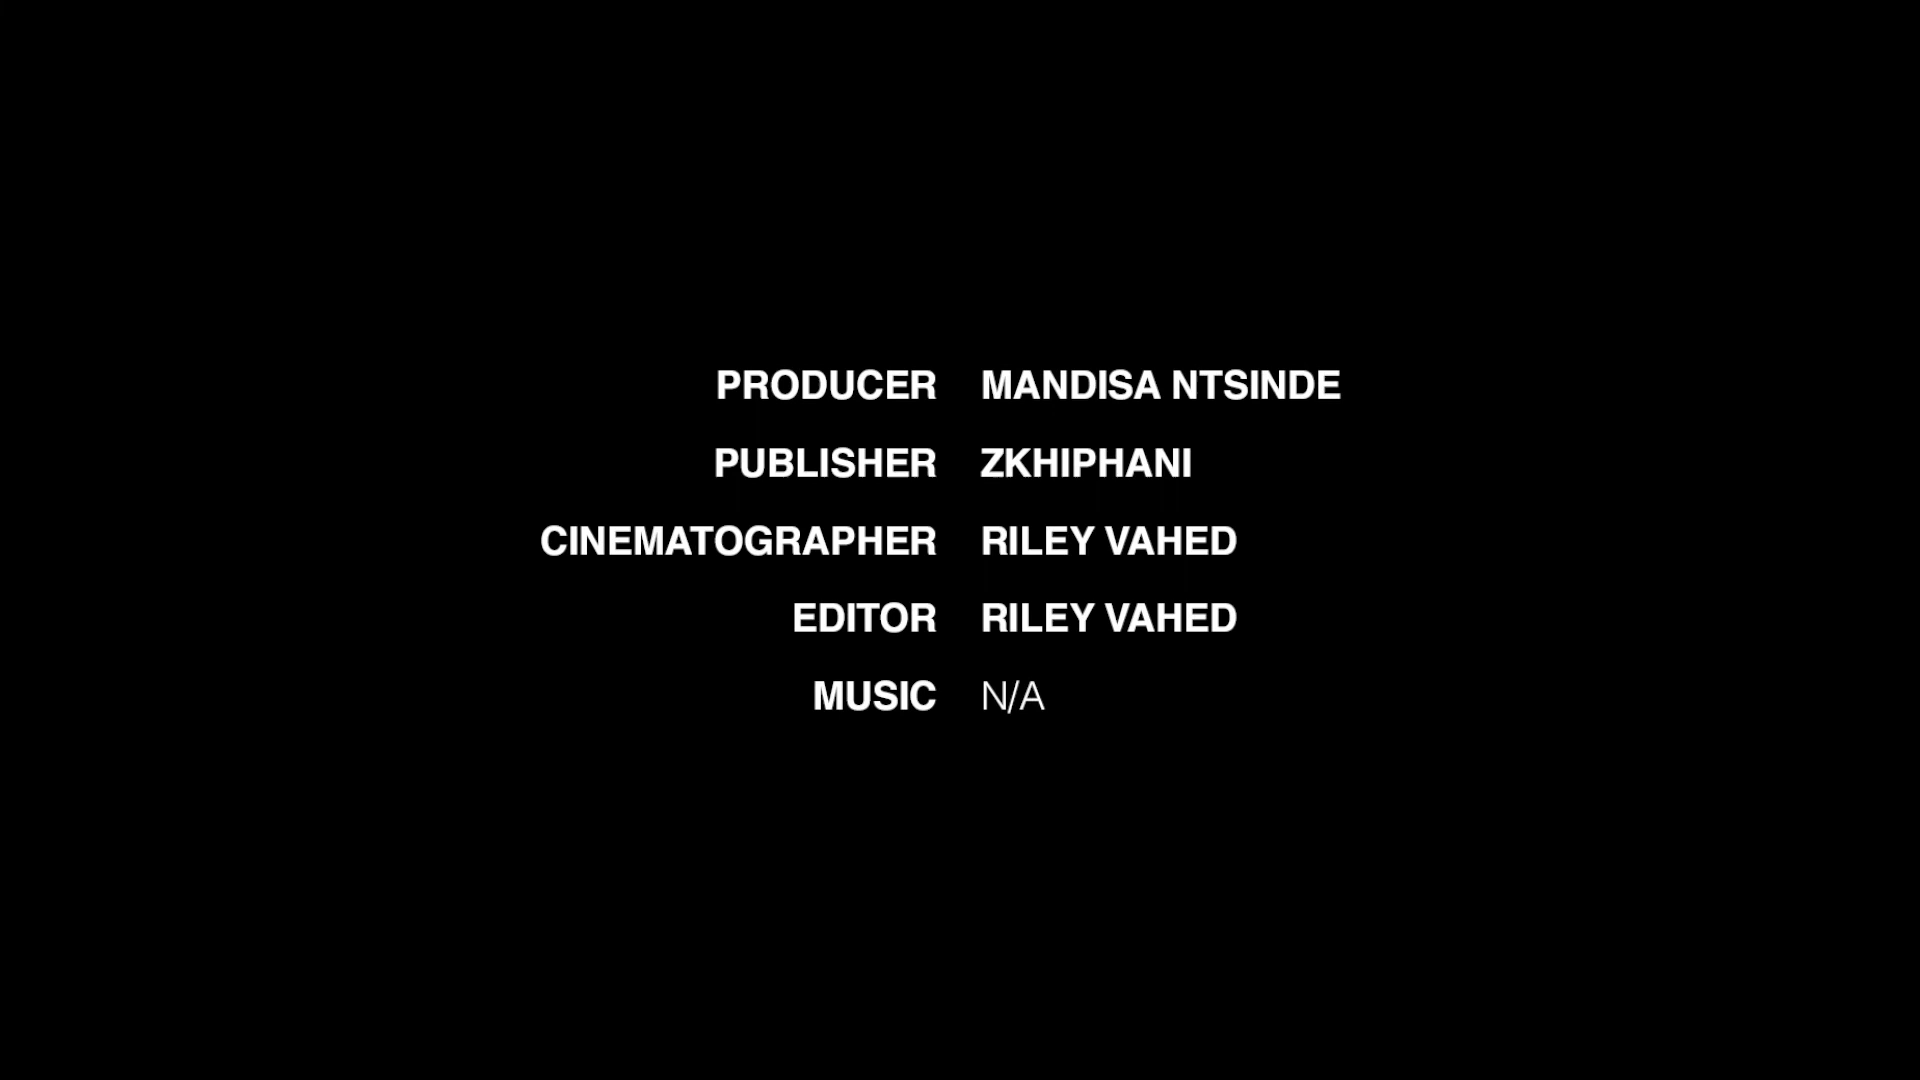 PRODUCER MANDISA NTSINDE
PUBLISHER ZKHIPHANI
CINEMATOGRAPHER RILEY VAHED
EDITOR RILEY VAHED
MUSIC N/A